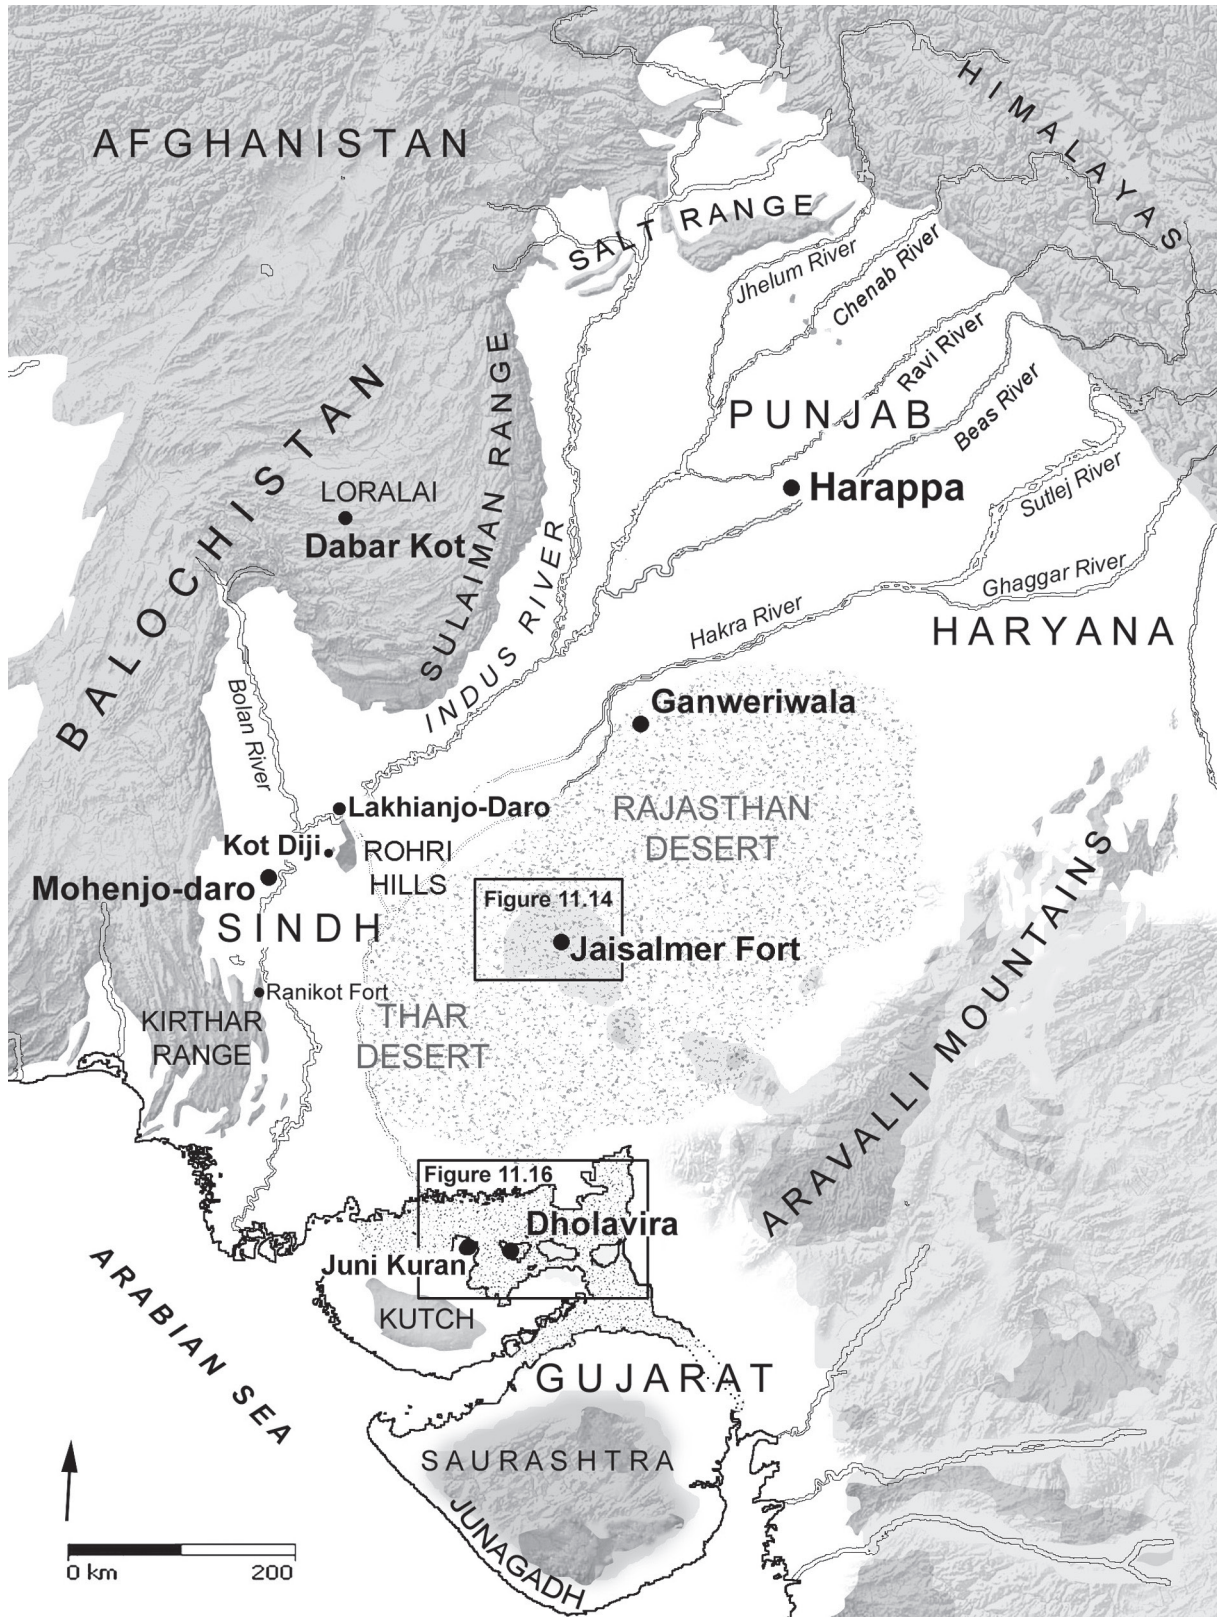 AFGHANISTAN
HIMALAYAS
SALT RANGE
Jhelum River
Chenab River
Ravi River
Beas River
PUNJAB
SULAIMAN RANGE
BALOCHISTAN
LORALAI
Dabar Kot
Harappa
Sutlej River
INDUS RIVER
Ghaggar River
Hakra River
HARYANA
Bolan River
Ganweriwala
Lakhianjo-Daro
RAJASTHAN
DESERT
Kot Diji
ROHRI
HILLS
Mohenjo-daro
SINDH
Figure 11.14
Jaisalmer Fort
Ranikot Fort
KIRTHAR
RANGE
THAR
DESERT
ARAVALLI MOUNTAINS
Figure 11.16
Dholavira
Juni Kuran
KUTCH
ARABIAN SEA
GUJARAT
SAURASHTRA
JUNAGADH
0 km 200